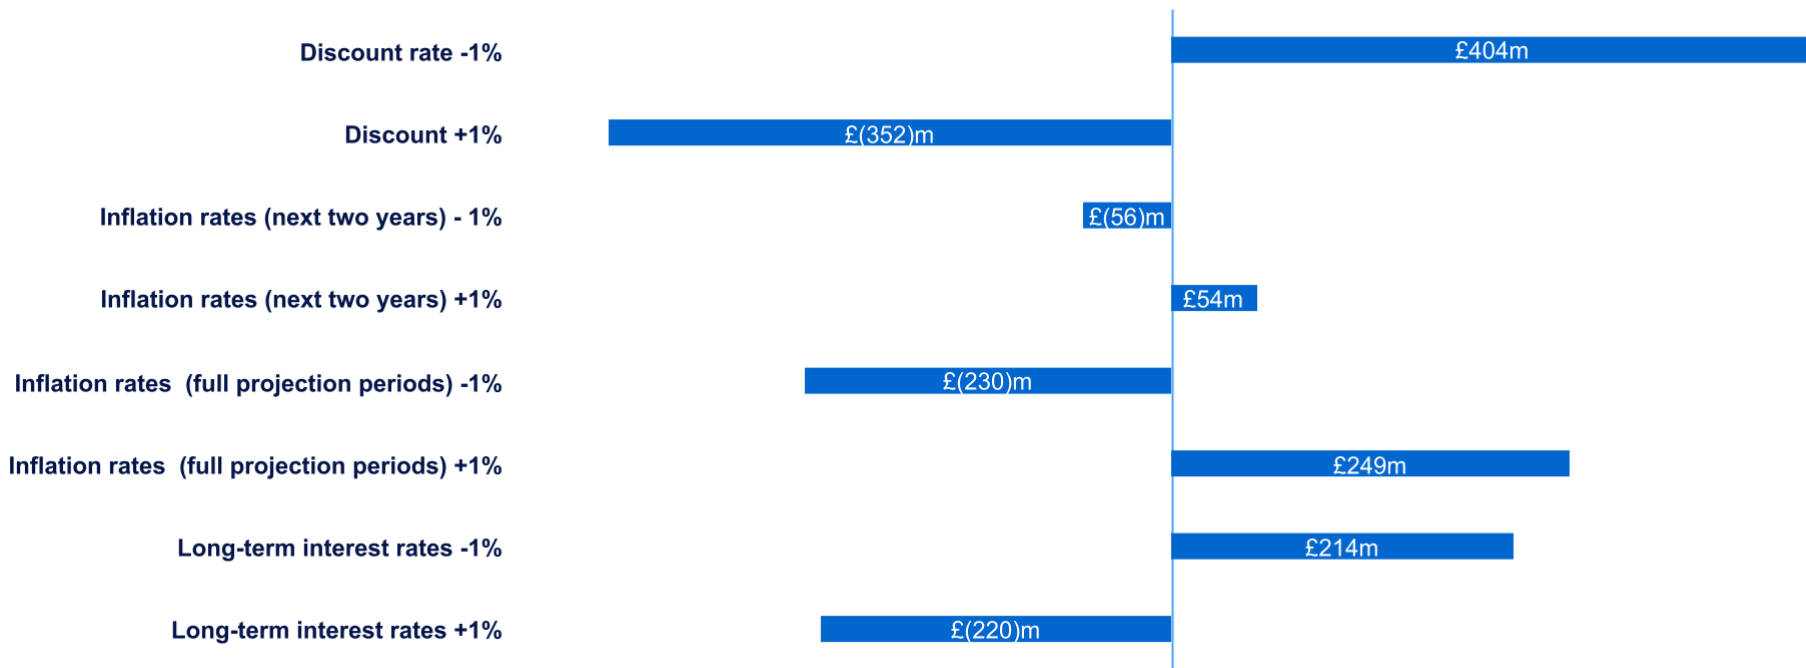 Discount rate -1% £404m
Discount +1% £(352)m
Inflation rates (next two years) - 1% £(56)m
Inflation rates (next two years) +1% £54m
Inflation rates (full projection periods) -1% £(230)m
Inflation rates (full projection periods) +1% £249m
Long-term interest rates -1% £214m
Long-term interest rates +1% £(220)m